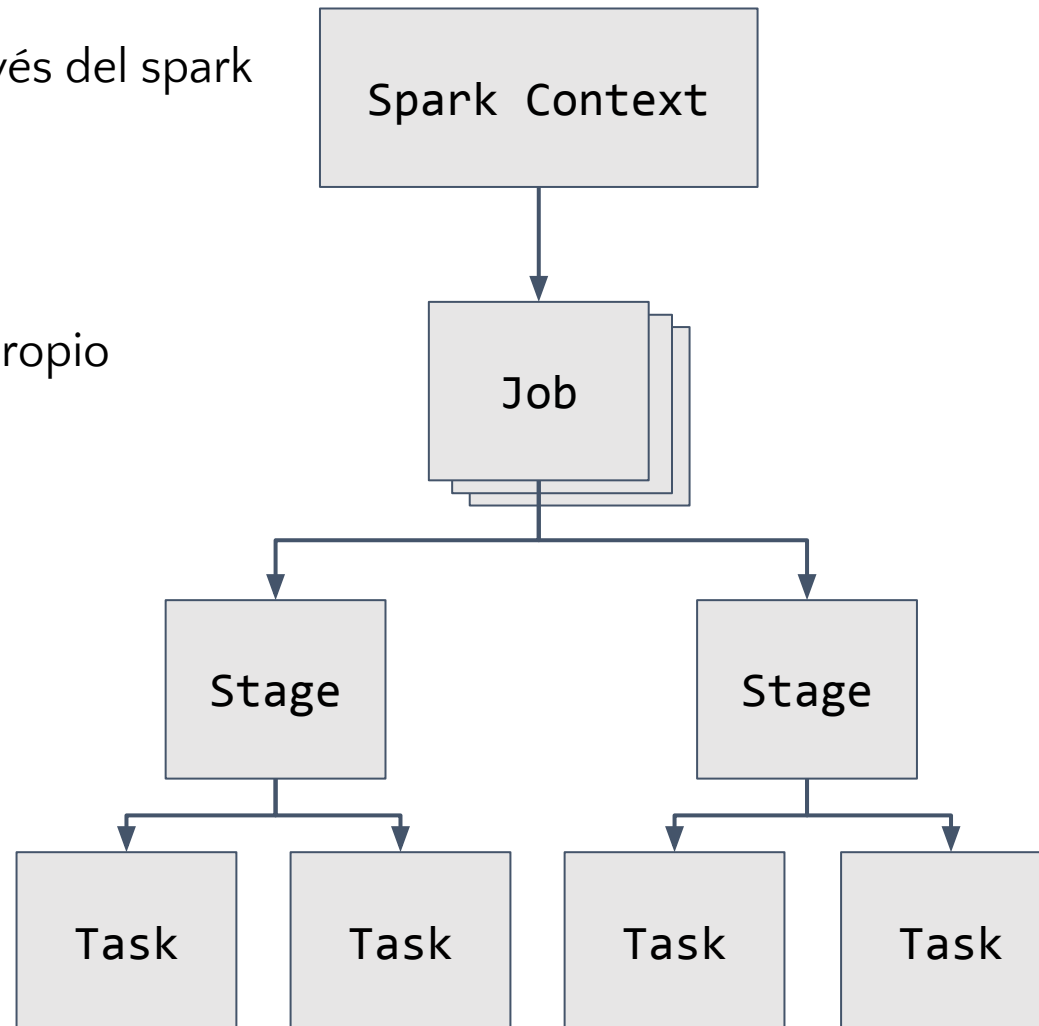 vés del spark
Spark Context
ropio
Job
Stage Stage
Task Task Task Task